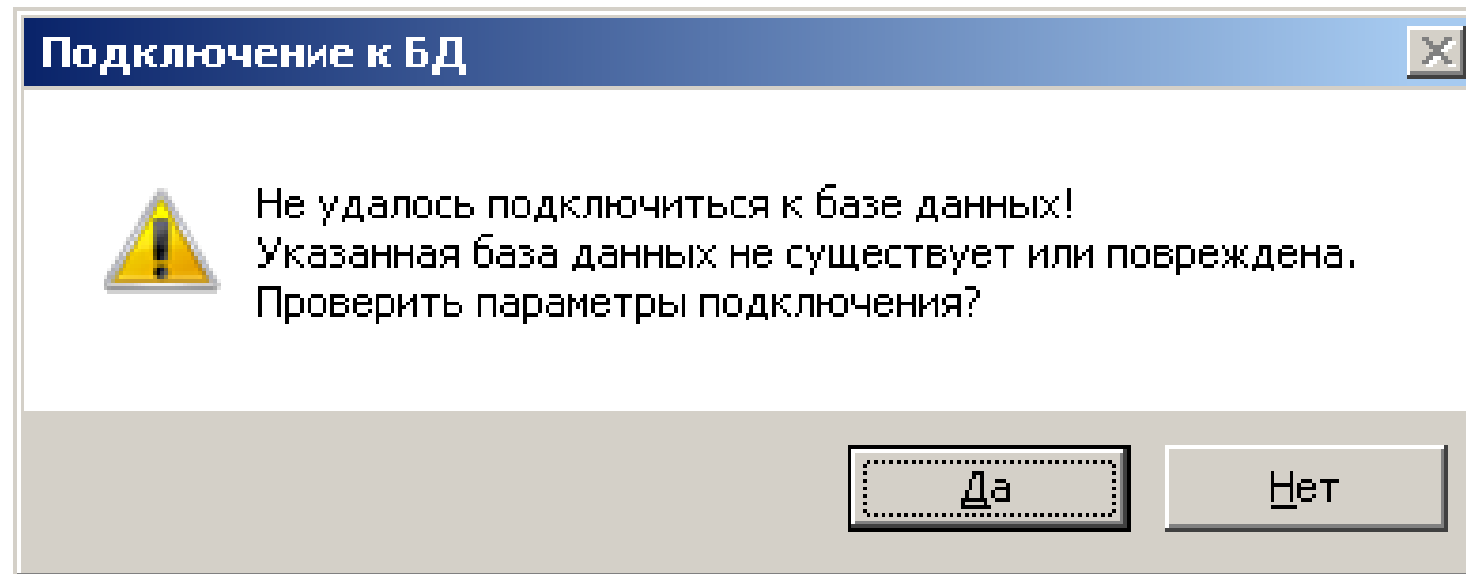 Подключение к БД
Не удалось подключиться к базе данных!
Указанная база данных не существует или повреждена.
Проверить параметры подключения?
Да
Нет